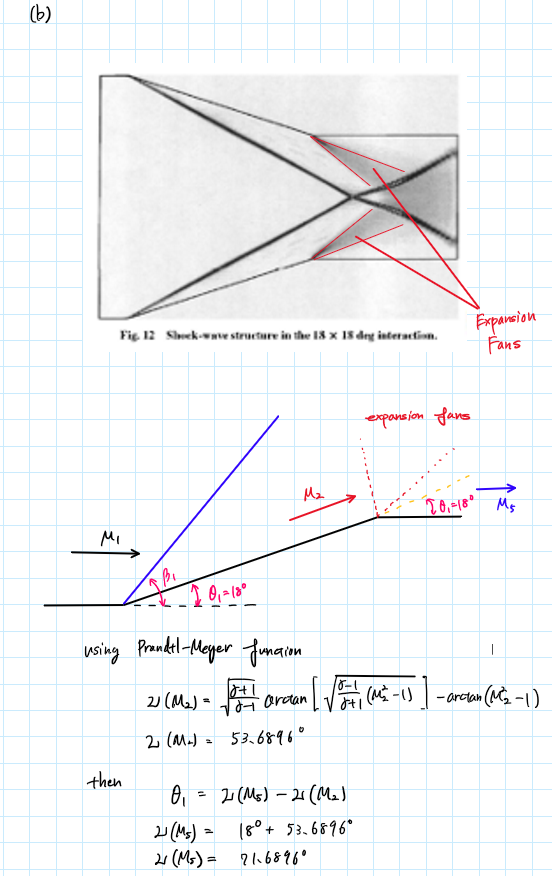 (b)
Fig. 12 Shock-wave structure in the 18 × 18 deg interaction.
Expansion
Fans
expansion fans
M₂
θ₁=18°
M₅
M₁
β₁
θ₁=18°
using Prandtl-Meyer function
ν(M₂) = √(γ+1/γ-1) arctan [ √(γ-1/γ+1 (M₂²-1)) ] - arctan (M₂²-1)
ν(M₂) = 53.6896°
then
θ₁ = ν(M₅) - ν(M₂)
ν(M₅) = 18° + 53.6896°
ν(M₅) = 71.6896°